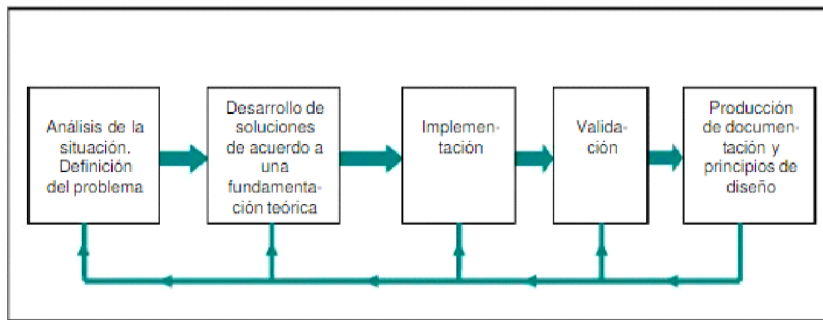 Análisis de la
situación.
Definición
del problema
Desarrollo de
soluciones
de acuerdo a
una
fundamenta-
ción teórica
Implemen-
tación
Valida-
ción
Producción
de documen-
tación y
principios de
diseño